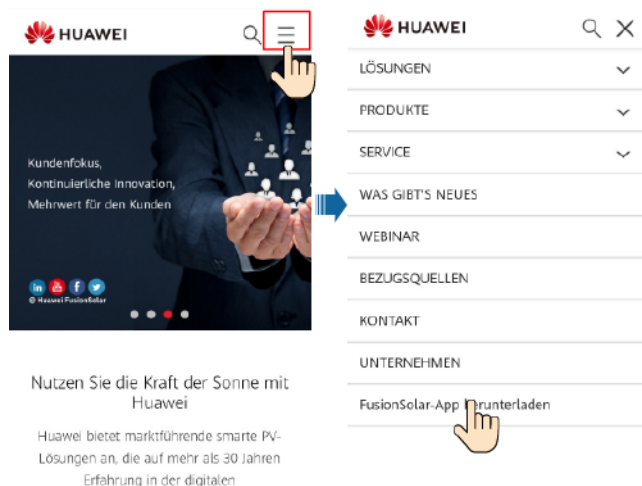 HUAWEI
Kundenfokus,
Kontinuierliche Innovation,
Mehrwert für den Kunden
© Huawei FusionSolar
Nutzen Sie die Kraft der Sonne mit
Huawei
Huawei bietet marktführende smarte PV-
Lösungen an, die auf mehr als 30 Jahren
Erfahrung in der digitalen
HUAWEI
LÖSUNGEN
PRODUKTE
SERVICE
WAS GIBT'S NEUES
WEBINAR
BEZUGSQUELLEN
KONTAKT
UNTERNEHMEN
FusionSolar-App herunterladen